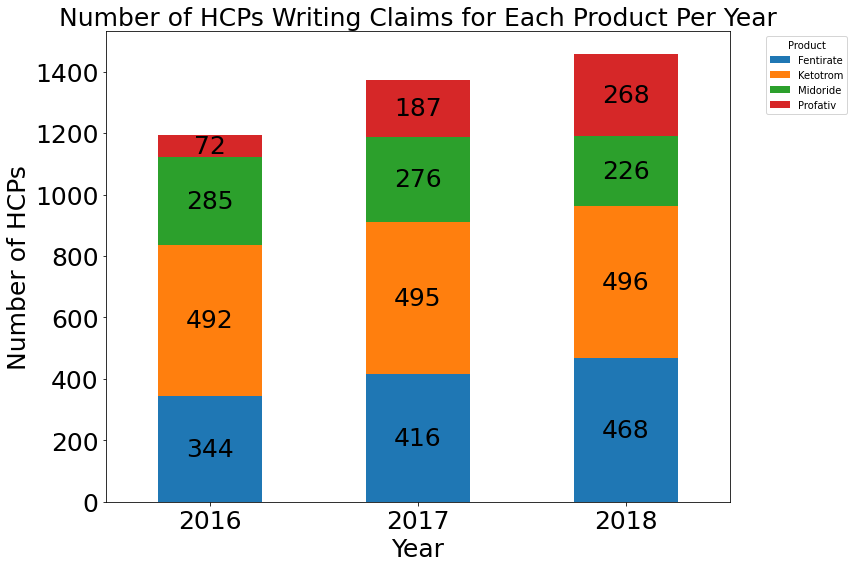 Number of HCPs Writing Claims for Each Product Per Year
Product
Fentirate
Ketotrom
Midoride
Profativ
Number of HCPs
1400
1200
1000
800
600
400
200
0
72
187
268
285
276
226
492
495
496
344
416
468
2016
2017
2018
Year